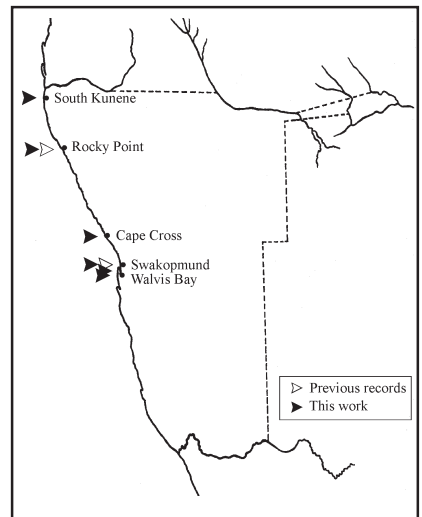 South Kunene
Rocky Point
Cape Cross
Swakopmund
Walvis Bay
Previous records
This work